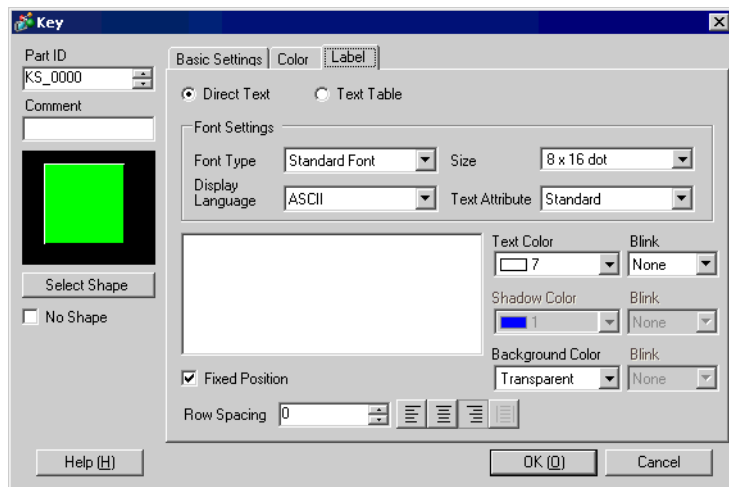 Key
Part ID
KS_0000
Comment
Select Shape
No Shape
Basic Settings
Color
Label
Direct Text
Text Table
Font Settings
Font Type
Standard Font
Size
8 x 16 dot
Display
Language
ASCII
Text Attribute
Standard
Text Color
Blink
7
None
Shadow Color
Blink
1
None
Background Color
Blink
Transparent
None
Fixed Position
Row Spacing
0
Help (H)
OK (O)
Cancel